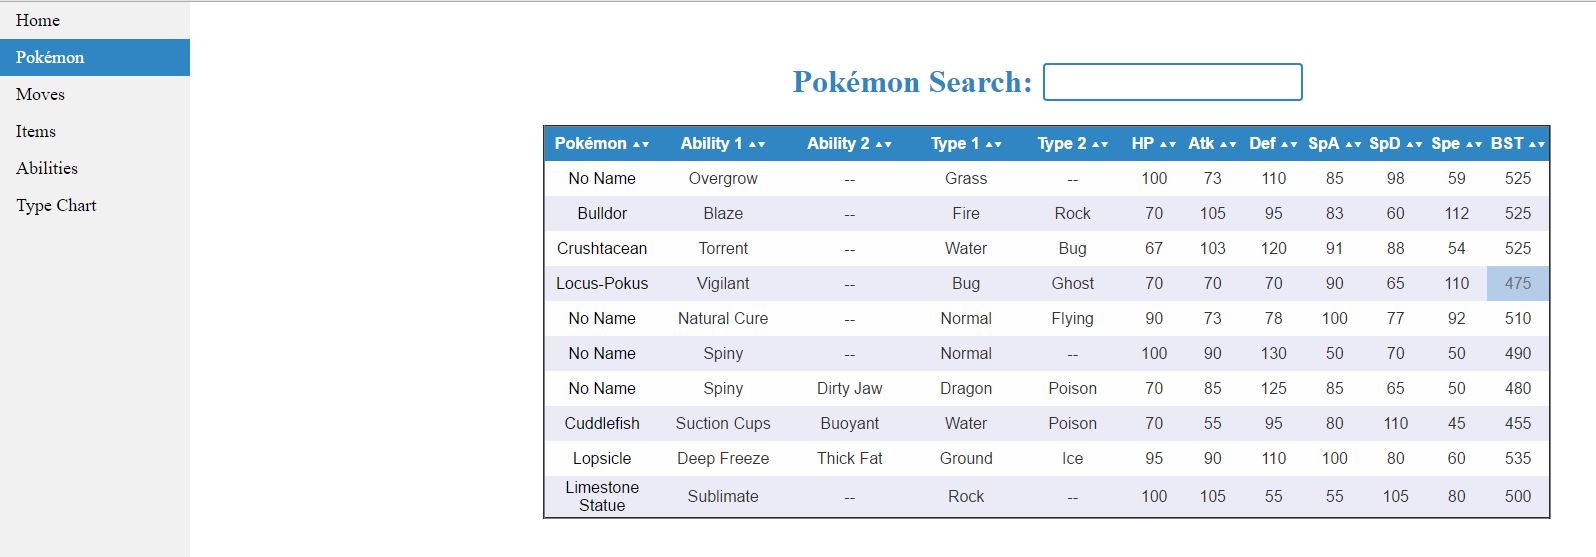 Home
Pokémon
Moves
Items
Abilities
Type Chart
Pokémon Search:
Pokémon ▲▼ Ability 1 ▲▼ Ability 2 ▲▼ Type 1 ▲▼ Type 2 ▲▼ HP ▲▼ Atk ▲▼ Def ▲▼ SpA ▲▼ SpD ▲▼ Spe ▲▼ BST ▲▼
No Name Overgrow -- Grass -- 100 73 110 85 98 59 525
Bulldor Blaze -- Fire Rock 70 105 95 83 60 112 525
Crushtacean Torrent -- Water Bug 67 103 120 91 88 54 525
Locus-Pokus Vigilant -- Bug Ghost 70 70 70 90 65 110 475
No Name Natural Cure -- Normal Flying 90 73 78 100 77 92 510
No Name Spiny -- Normal -- 100 90 130 50 70 50 490
No Name Spiny Dirty Jaw Dragon Poison 70 85 125 85 65 50 480
Cuddlefish Suction Cups Buoyant Water Poison 70 55 95 80 110 45 455
Lopsicle Deep Freeze Thick Fat Ground Ice 95 90 110 100 80 60 535
Limestone
Statue Sublimate -- Rock -- 100 105 55 55 105 80 500